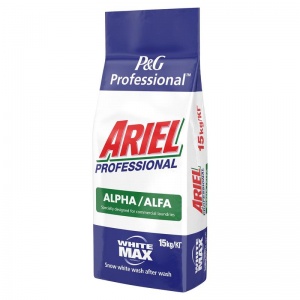 P&G
Professional™
ARIEL
PROFESSIONAL
ALPHA / ALFA
Specially designed for commercial laundries
WHITE
MAX
15kg/КГ
Snow white wash after wash
15kg/КГ